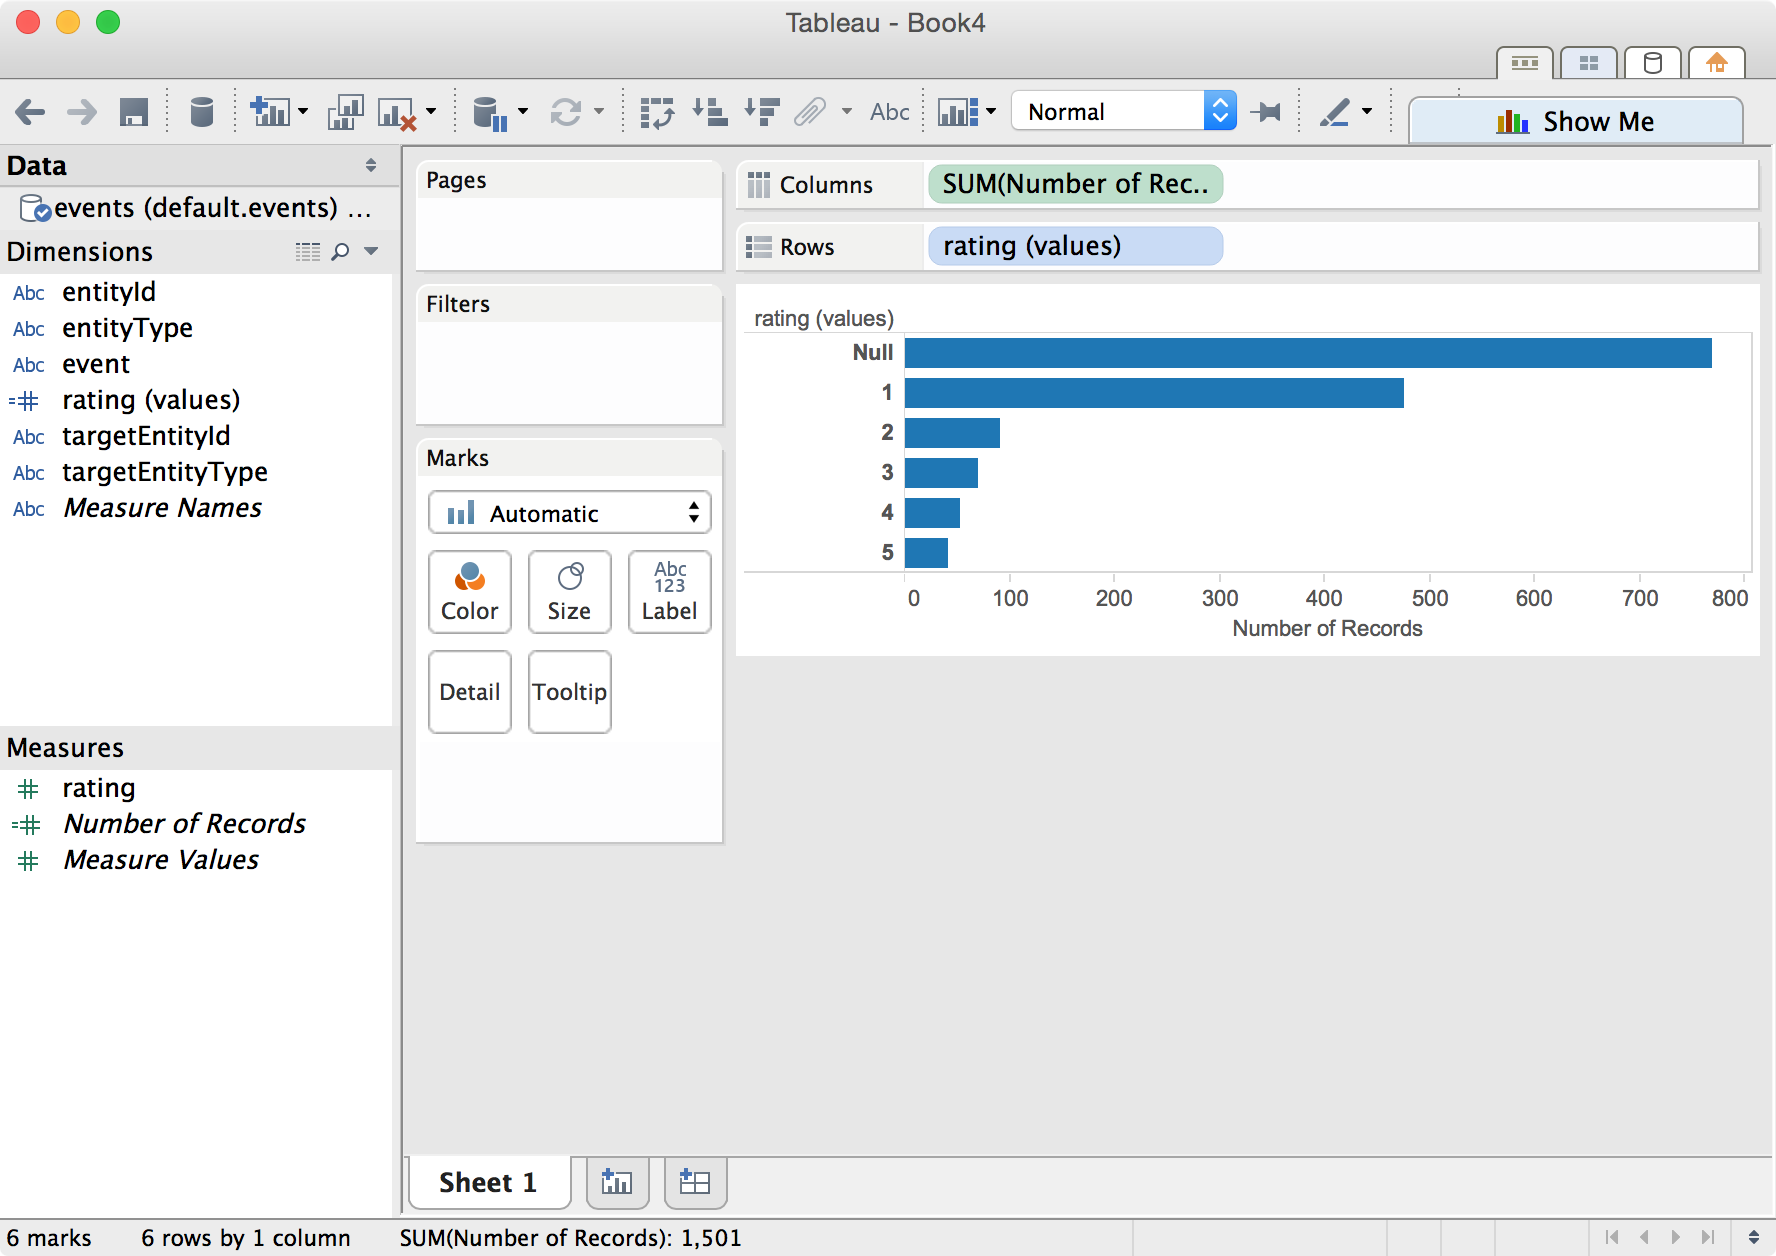 Tableau - Book4
Abc
Normal
Show Me
Data
events (default.events) ...
Dimensions
Abc entityId
Abc entityType
Abc event
rating (values)
Abc targetEntityId
Abc targetEntityType
Abc Measure Names
Measures
rating
Number of Records
Measure Values
Pages
Filters
Marks
Automatic
Color
Size
Abc
123
Label
Detail
Tooltip
Columns
SUM(Number of Rec..
Rows
rating (values)
rating (values)
Null
1
2
3
4
5
0 100 200 300 400 500 600 700 800
Number of Records
Sheet 1
6 marks 6 rows by 1 column SUM(Number of Records): 1,501